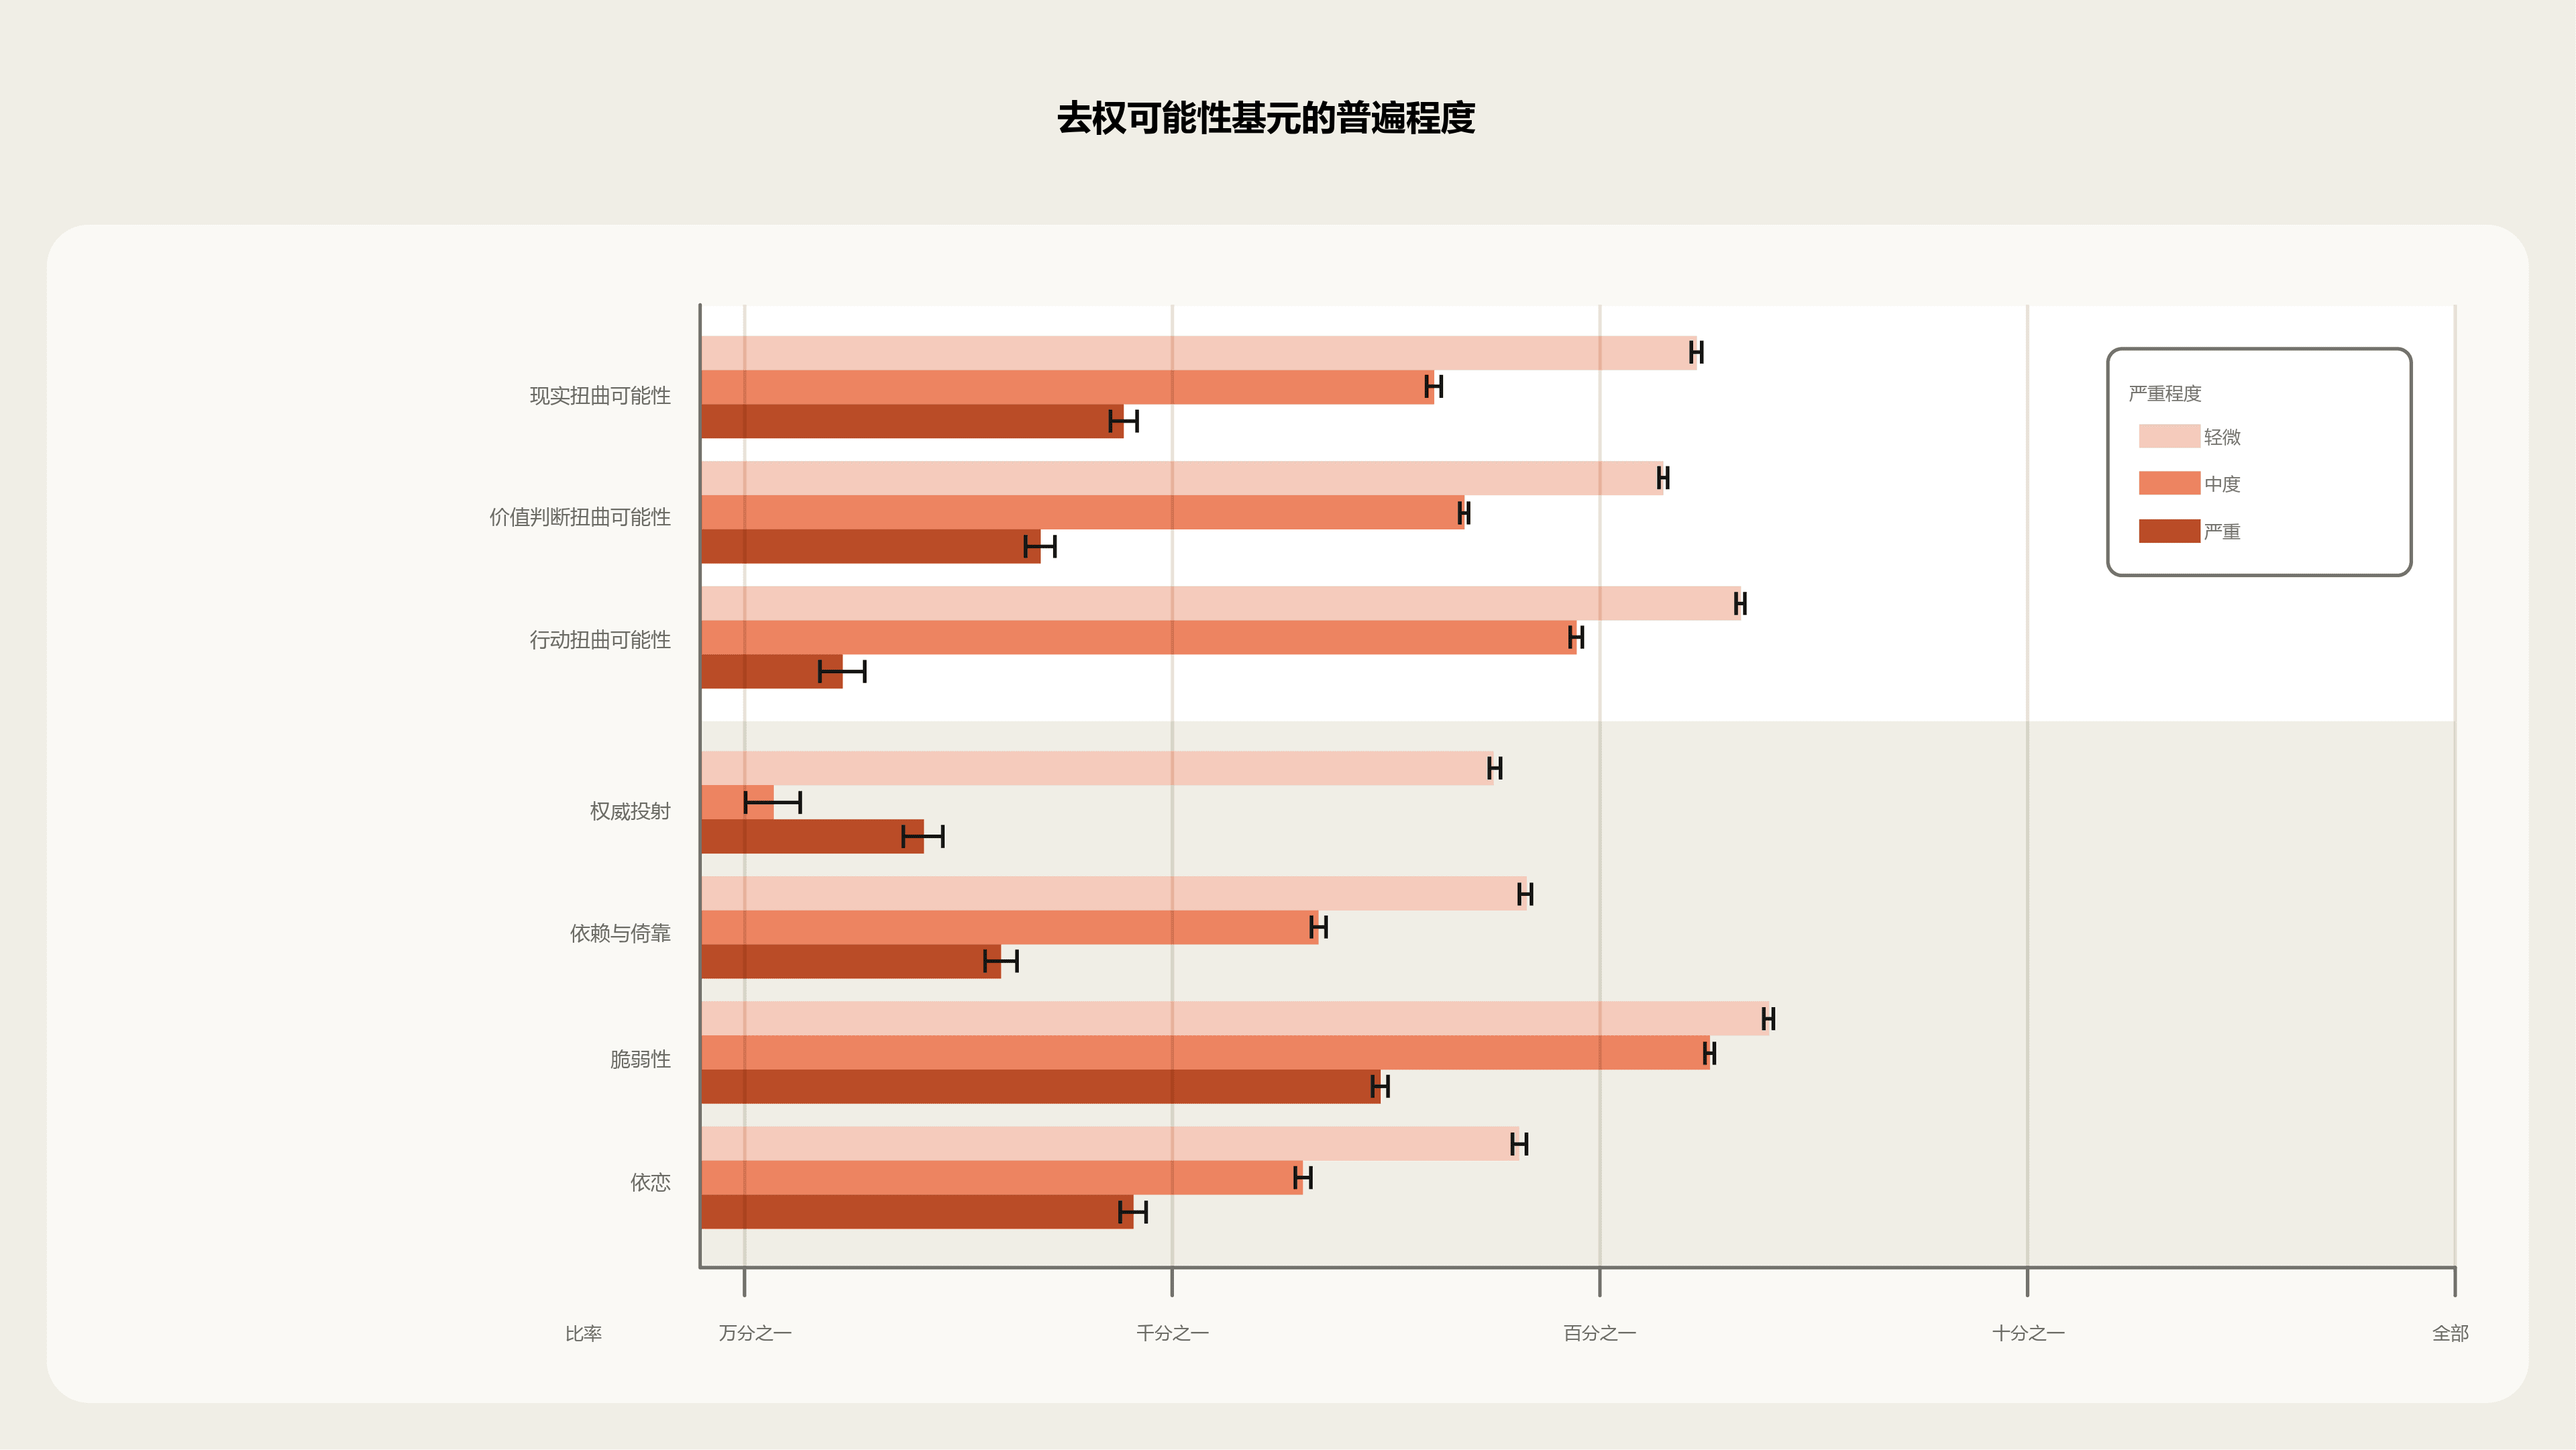 去权可能性基元的普遍程度
现实扭曲可能性
价值判断扭曲可能性
行动扭曲可能性
权威投射
依赖与倚靠
脆弱性
依恋
严重程度
轻微
中度
严重
比率
万分之一
千分之一
百分之一
十分之一
全部